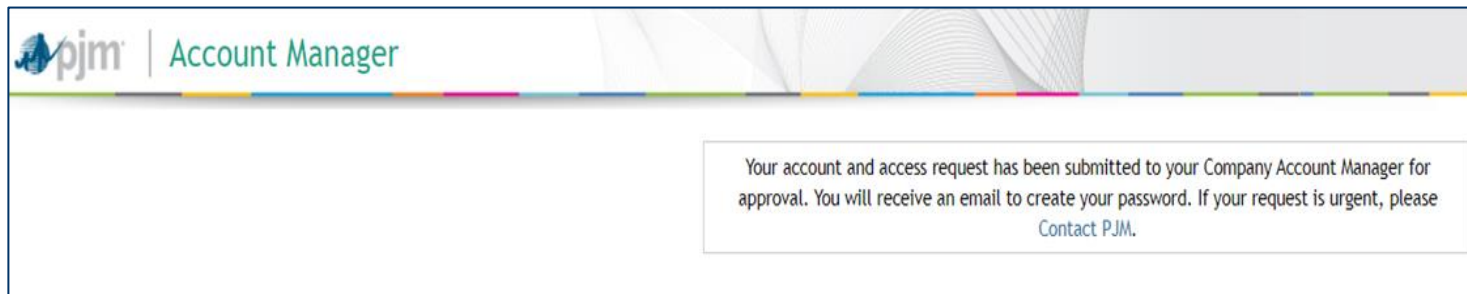 pjm | Account Manager
Your account and access request has been submitted to your Company Account Manager for
approval. You will receive an email to create your password. If your request is urgent, please
Contact PJM.